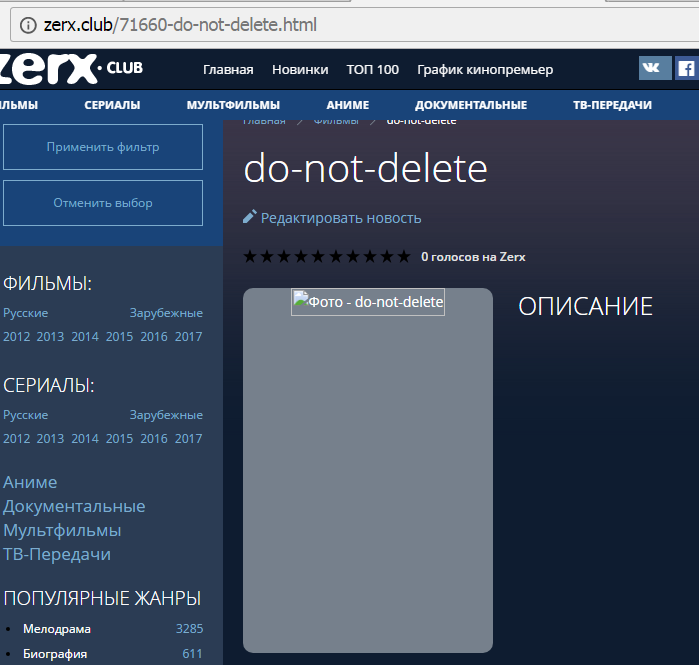 zerx.club/71660-do-not-delete.html
zerx· CLUB
Главная Новинки ТОП 100 График кинопремьер
СЕРИАЛЫ МУЛЬТФИЛЬМЫ АНИМЕ ДОКУМЕНТАЛЬНЫЕ ТВ-ПЕРЕДАЧИ
Главная / Фильмы / do-not-delete
Применить фильтр
Отменить выбор
do-not-delete
Редактировать новость
0 голосов на Zerx
Фото - do-not-delete
ОПИСАНИЕ
ФИЛЬМЫ:
Русские Зарубежные
2012 2013 2014 2015 2016 2017
СЕРИАЛЫ:
Русские Зарубежные
2012 2013 2014 2015 2016 2017
Аниме
Документальные
Мультфильмы
ТВ-Передачи
ПОПУЛЯРНЫЕ ЖАНРЫ
Мелодрама 3285
Биография 611